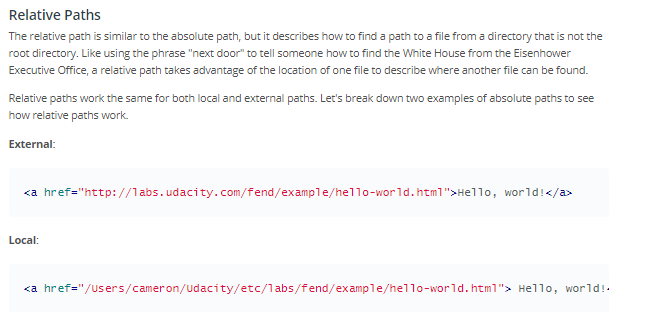 Relative Paths
The relative path is similar to the absolute path, but it describes how to find a path to a file from a directory that is not the
root directory. Like using the phrase "next door" to tell someone how to find the White House from the Eisenhower
Executive Office, a relative path takes advantage of the location of one file to describe where another file can be found.
Relative paths work the same for both local and external paths. Let's break down two examples of absolute paths to see
how relative paths work.
External:
<a href="http://labs.udacity.com/fend/example/hello-world.html">Hello, world!</a>
Local:
<a href="/Users/cameron/Udacity/etc/labs/fend/example/hello-world.html"> Hello, world!<